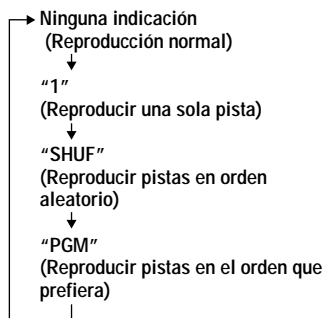 Ninguna indicación
(Reproducción normal)
“1”
(Reproducir una sola pista)
“SHUF”
(Reproducir pistas en orden
aleatorio)
“PGM”
(Reproducir pistas en el orden que
prefiera)